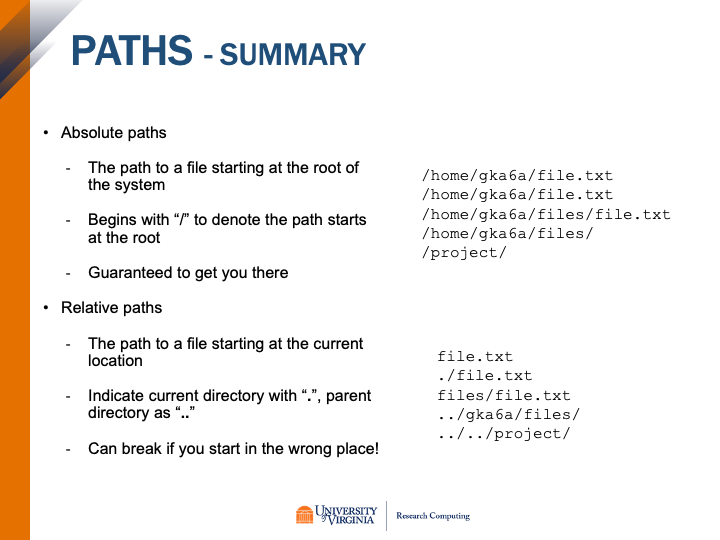 PATHS - SUMMARY
• Absolute paths
- The path to a file starting at the root of
the system
- Begins with “/” to denote the path starts
at the root
- Guaranteed to get you there
/home/gka6a/file.txt
/home/gka6a/file.txt
/home/gka6a/files/file.txt
/home/gka6a/files/
/project/
• Relative paths
- The path to a file starting at the current
location
- Indicate current directory with “.”, parent
directory as “..”
- Can break if you start in the wrong place!
file.txt
./file.txt
files/file.txt
../gka6a/files/
../../project/
UNIVERSITY
of VIRGINIA
Research Computing